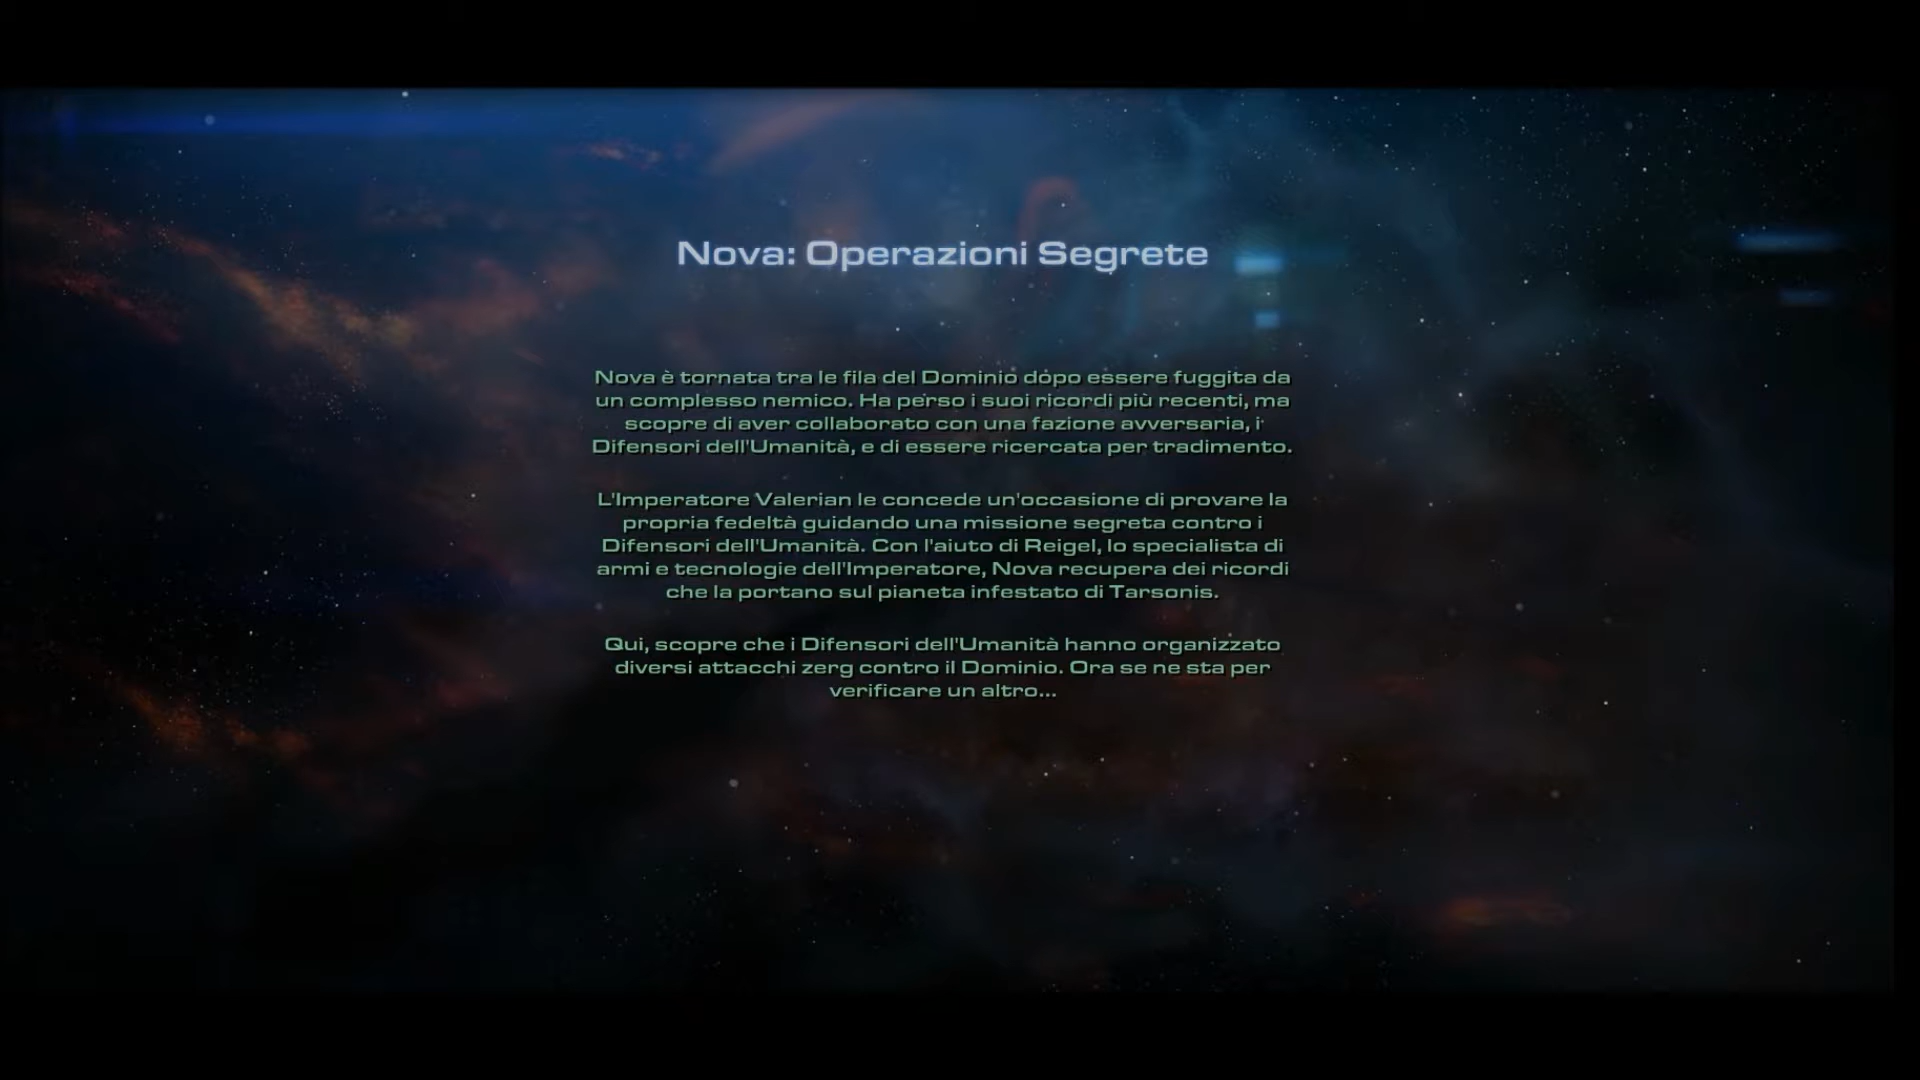 Nova: Operazioni Segrete
Nova è tornata tra le fila del Dominio dopo essere fuggita da
un complesso nemico. Ha perso i suoi ricordi più recenti, ma
scopre di aver collaborato con una fazione avversaria, i
Difensori dell'Umanità, e di essere ricercata per tradimento.
L'Imperatore Valerian le concede un'occasione di provare la
propria fedeltà guidando una missione segreta contro i
Difensori dell'Umanità. Con l'aiuto di Reigel, lo specialista di
armi e tecnologie dell'Imperatore, Nova recupera dei ricordi
che la portano sul pianeta infestato di Tarsonis.
Qui, scopre che i Difensori dell'Umanità hanno organizzato
diversi attacchi zerg contro il Dominio. Ora se ne sta per
verificare un altro...